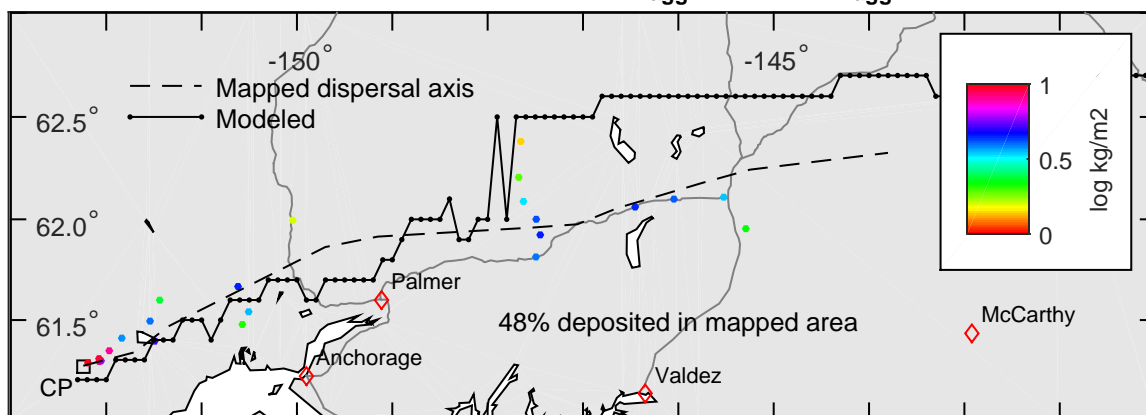 -150°
-145°
Mapped dispersal axis
Modeled
62.5°
62.0°
61.5°
1
0.5
0
log kg/m2
Palmer
McCarthy
48% deposited in mapped area
Anchorage
Valdez
CP